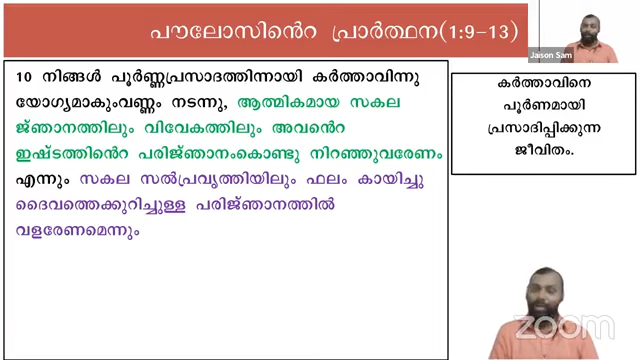 പൗലോസിൻെറ പ്രാർത്ഥന(1:9-13)
Jaison Sam
10 നിങ്ങൾ പൂർണ്ണപ്രസാദത്തിന്നായി കർത്താവിന്നു
യോഗ്യമാകുംവണ്ണം നടന്നു, ആത്മികമായ സകല
ജ്ഞാനത്തിലും വിവേകത്തിലും അവൻെറ
ഇഷ്ടത്തിൻെറ പരിജ്ഞാനംകൊണ്ടു നിറഞ്ഞുവരേണം
എന്നും സകല സൽപ്രവൃത്തിയിലും ഫലം കായിച്ചു
ദൈവത്തെക്കുറിച്ചുള്ള പരിജ്ഞാനത്തിൽ
വളരേണമെന്നും
കർത്താവിനെ
പൂർണമായി
പ്രസാദിപ്പിക്കുന്ന
ജീവിതം.
zoom